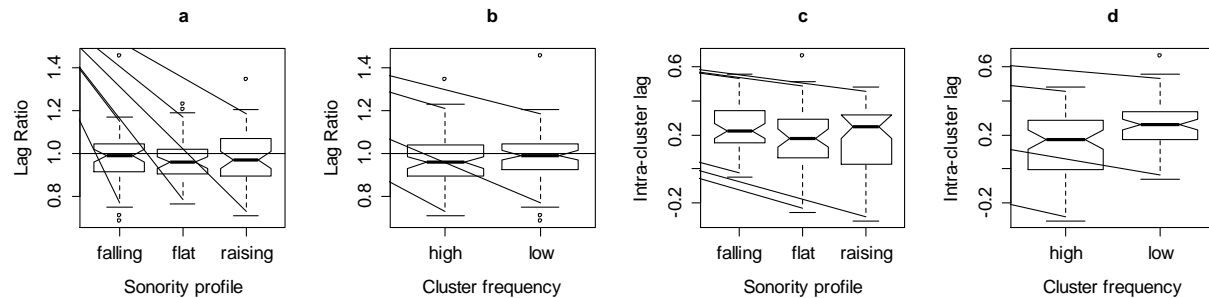 a
Lag Ratio
1.4
1.2
1.0
0.8
falling flat raising
Sonority profile
b
Lag Ratio
1.4
1.2
1.0
0.8
high low
Cluster frequency
c
Intra-cluster lag
0.6
0.2
-0.2
falling flat raising
Sonority profile
d
Intra-cluster lag
0.6
0.2
-0.2
high low
Cluster frequency